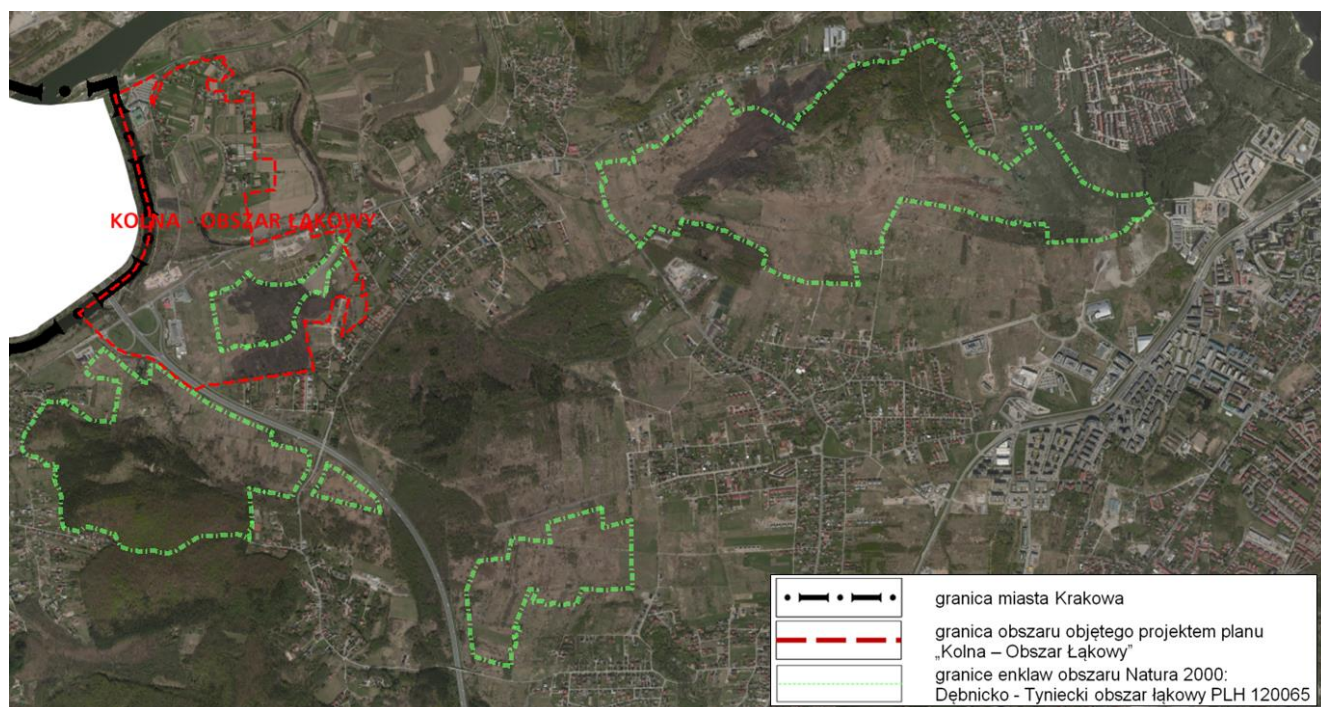 KOLNA - OBSZAR ŁĄKOWY
granica miasta Krakowa
granica obszaru objętego projektem planu
„Kolna – Obszar Łąkowy”
granice enklaw obszaru Natura 2000:
Dębnicko - Tyniecki obszar łąkowy PLH 120065